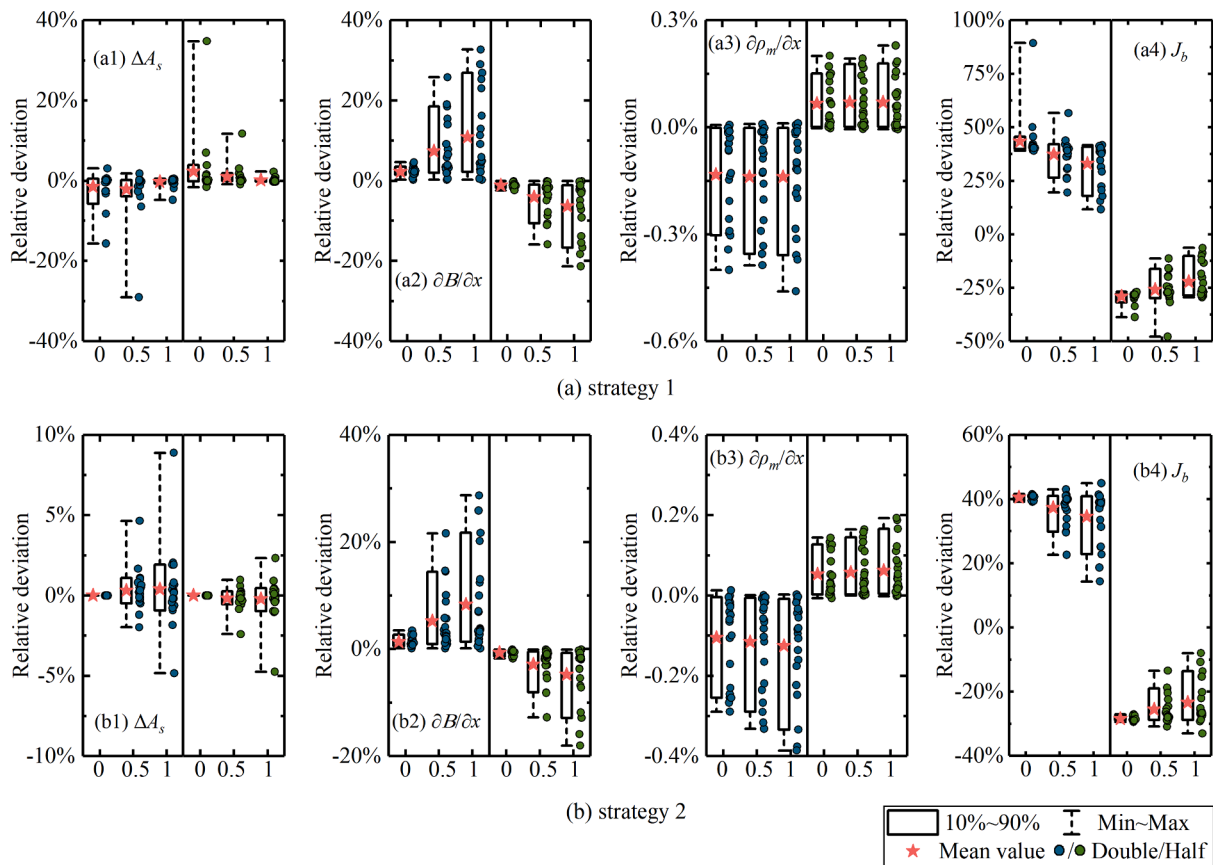 40%
20%
0%
-20%
-40%
Relative deviation
(a1) ΔAs
0 0.5 1 0 0.5 1
40%
20%
0%
-20%
-40%
Relative deviation
(a2) ∂B/∂x
0 0.5 1 0 0.5 1
0.3%
0.0%
-0.3%
-0.6%
Relative deviation
(a3) ∂ρm/∂x
0 0.5 1 0 0.5 1
100%
75%
50%
25%
0%
-25%
-50%
Relative deviation
(a4) Jb
0 0.5 1 0 0.5 1
(a) strategy 1
10%
5%
0%
-5%
-10%
Relative deviation
(b1) ΔAs
0 0.5 1 0 0.5 1
40%
20%
0%
-20%
Relative deviation
(b2) ∂B/∂x
0 0.5 1 0 0.5 1
0.4%
0.2%
0.0%
-0.2%
-0.4%
Relative deviation
(b3) ∂ρm/∂x
0 0.5 1 0 0.5 1
60%
40%
20%
0%
-20%
-40%
Relative deviation
(b4) Jb
0 0.5 1 0 0.5 1
(b) strategy 2
10%~90% Min~Max
Mean value / Double/Half